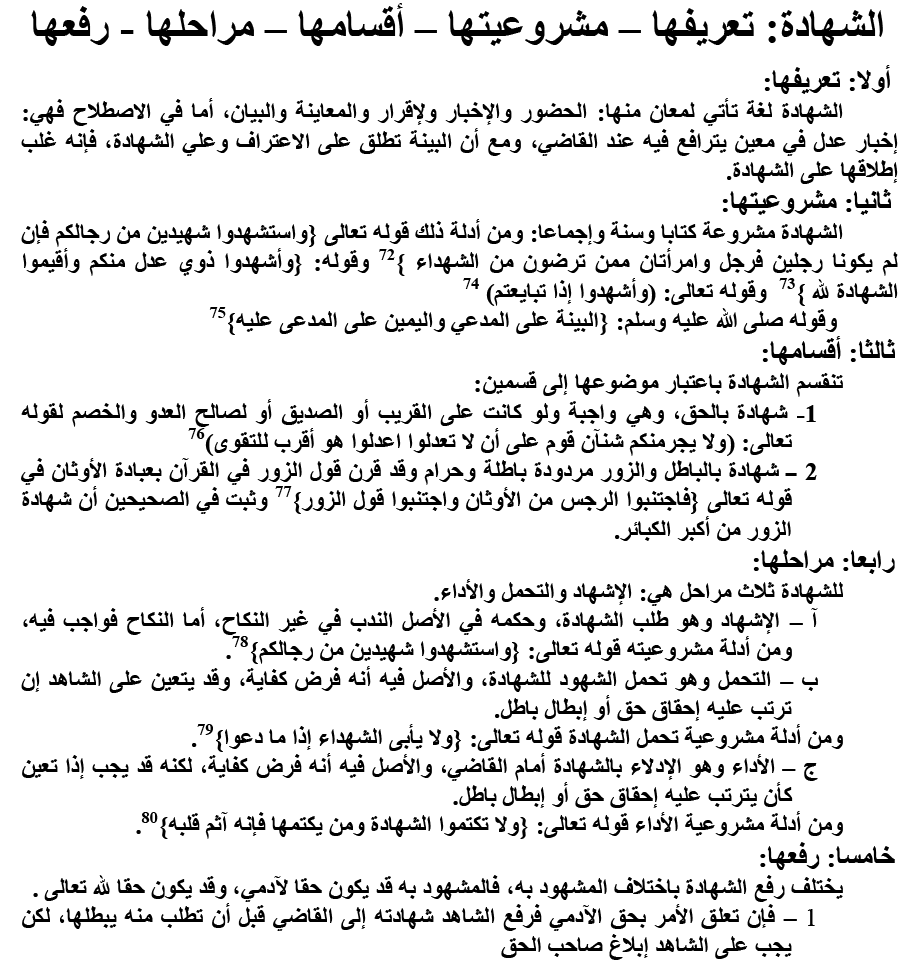 الشهادة: تعريفها – مشروعيتها – أقسامها – مراحلها - رفعها
أولا: تعريفها:
الشهادة لغة تأتي لمعان منها: الحضور والإخبار ولإقرار والمعاينة والبيان، أما في الاصطلاح فهي:
إخبار عدل في معين يترافع فيه عند القاضي، ومع أن البينة تطلق على الاعتراف وعلي الشهادة، فإنه غلب
إطلاقها على الشهادة.
ثانيا: مشروعيتها:
الشهادة مشروعة كتابا وسنة وإجماعا: ومن أدلة ذلك قوله تعالى {واستشهدوا شهيدين من رجالكم فإن
لم يكونا رجلين فرجل وامرأتان ممن ترضون من الشهداء }72 وقوله: {وأشهدوا ذوي عدل منكم وأقيموا
الشهادة لله }73 وقوله تعالى: (وأشهدوا إذا تبايعتم) 74
وقوله صلى الله عليه وسلم: {البينة على المدعي واليمين على المدعى عليه}75
ثالثا: أقسامها:
تنقسم الشهادة باعتبار موضوعها إلى قسمين:
1- شهادة بالحق، وهي واجبة ولو كانت على القريب أو الصديق أو لصالح العدو والخصم لقوله
تعالى: (ولا يجرمنكم شنآن قوم على أن لا تعدلوا اعدلوا هو أقرب للتقوى)76
2 – شهادة بالباطل والزور مردودة باطلة وحرام وقد قرن قول الزور في القرآن بعبادة الأوثان في
قوله تعالى {فاجتنبوا الرجس من الأوثان واجتنبوا قول الزور}77 وثبت في الصحيحين أن شهادة
الزور من أكبر الكبائر.
رابعا: مراحلها:
للشهادة ثلاث مراحل هي: الإشهاد والتحمل والأداء.
آ – الإشهاد وهو طلب الشهادة، وحكمه في الأصل الندب في غير النكاح، أما النكاح فواجب فيه،
ومن أدلة مشروعيته قوله تعالى: {واستشهدوا شهيدين من رجالكم}78.
ب – التحمل وهو تحمل الشهود للشهادة، والأصل فيه أنه فرض كفاية، وقد يتعين على الشاهد إن
ترتب عليه إحقاق حق أو إبطال باطل.
ومن أدلة مشروعية تحمل الشهادة قوله تعالى: {ولا يأبى الشهداء إذا ما دعوا}79.
ج – الأداء وهو الإدلاء بالشهادة أمام القاضي، والأصل فيه أنه فرض كفاية، لكنه قد يجب إذا تعين
كأن يترتب عليه إحقاق حق أو إبطال باطل.
ومن أدلة مشروعية الأداء قوله تعالى: {ولا تكتموا الشهادة ومن يكتمها فإنه آثم قلبه}80.
خامسا: رفعها:
يختلف رفع الشهادة باختلاف المشهود به، فالمشهود به قد يكون حقا لآدمي، وقد يكون حقا لله تعالى .
1 – فإن تعلق الأمر بحق الآدمي فرفع الشاهد شهادته إلى القاضي قبل أن تطلب منه يبطلها، لكن
يجب على الشاهد إبلاغ صاحب الحق